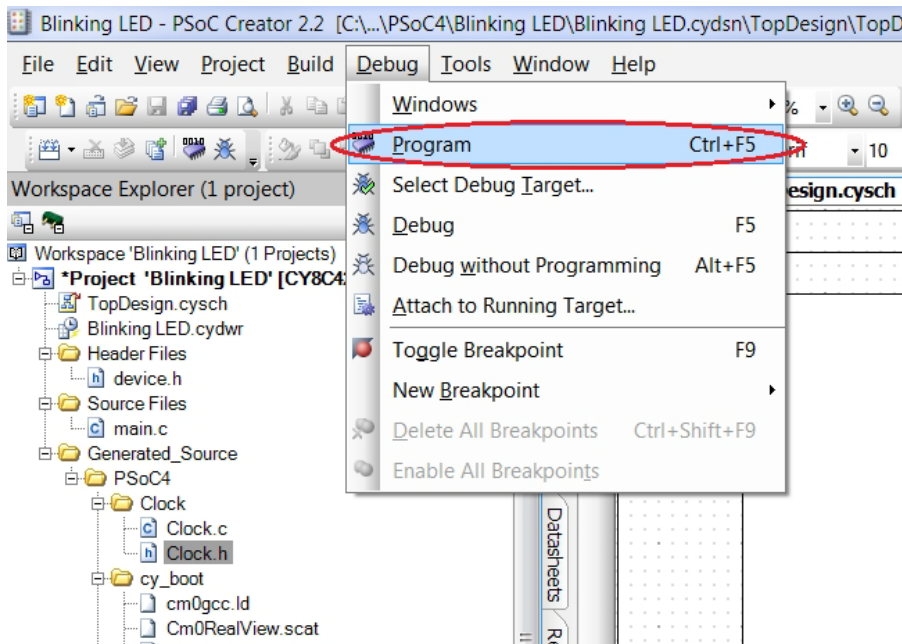 Blinking LED - PSoC Creator 2.2 [C:\...\PSoC4\Blinking LED\Blinking LED.cydsn\TopDesign\TopD
File Edit View Project Build Debug Tools Window Help
Windows
%
Program Ctrl+F5
10
Workspace Explorer (1 project)
Select Debug Target...
esign.cysch
Debug F5
Workspace 'Blinking LED' (1 Projects)
Debug without Programming Alt+F5
*Project 'Blinking LED' [CY8C42
TopDesign.cysch
Attach to Running Target...
Blinking LED.cydwr
Header Files
Toggle Breakpoint F9
device.h
New Breakpoint
Source Files
main.c
Delete All Breakpoints Ctrl+Shift+F9
Generated_Source
Enable All Breakpoints
PSoC4
Clock
Clock.c
Clock.h
Datasheets
cy_boot
cm0gcc.ld
Cm0RealView.scat
Re